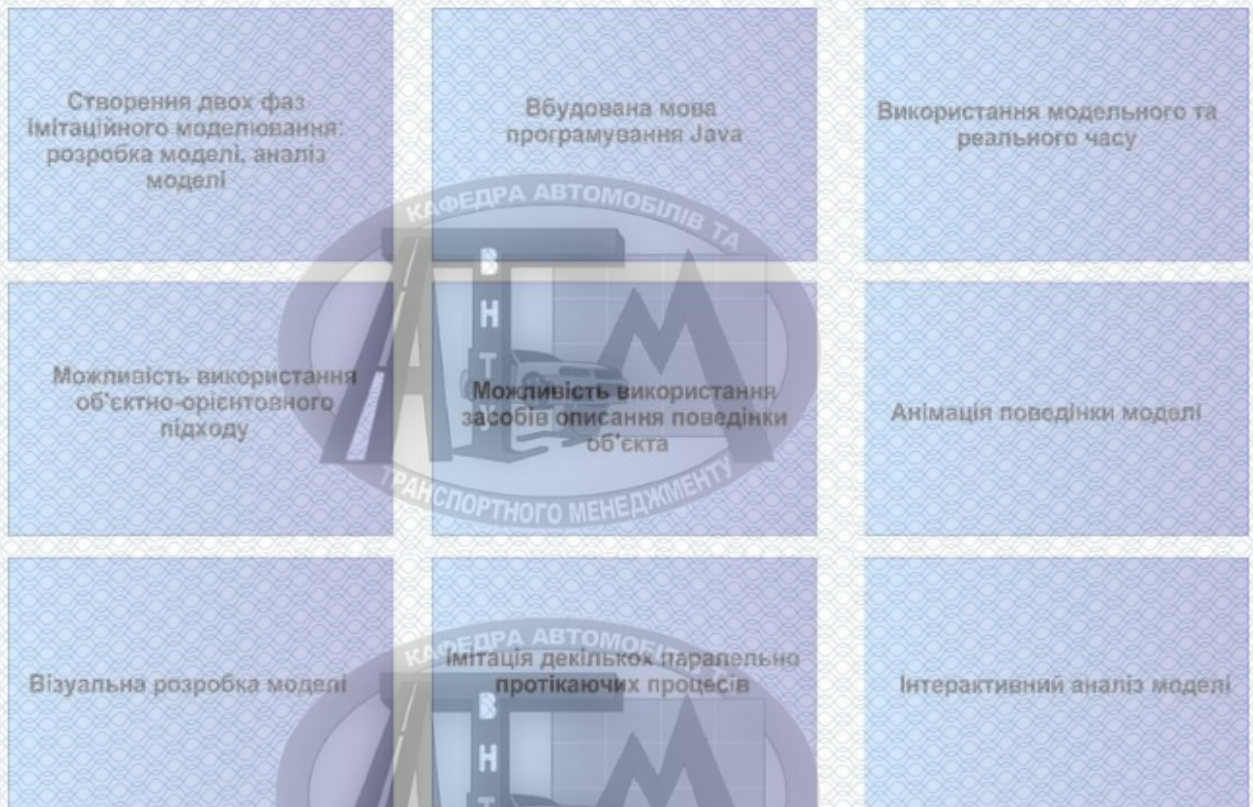 Створення двох фаз
імітаційного моделювання:
розробка моделі, аналіз
моделі
Вбудована мова
програмування Java
Використання модельного та
реального часу
КАФЕДРА АВТОМОБІЛІВ ТА
В
Н
Т
У
Можливість використання
об'єктно-орієнтовного
підходу
Можливість використання
засобів описання поведінки
об'єкта
Анімація поведінки моделі
ТРАНСПОРТНОГО МЕНЕДЖМЕНТУ
Візуальна розробка моделі
Імітація декількох паралельно
протікаючих процесів
Інтерактивний аналіз моделі
КАФЕДРА АВТОМОБІЛІВ ТА
В
Н
Т